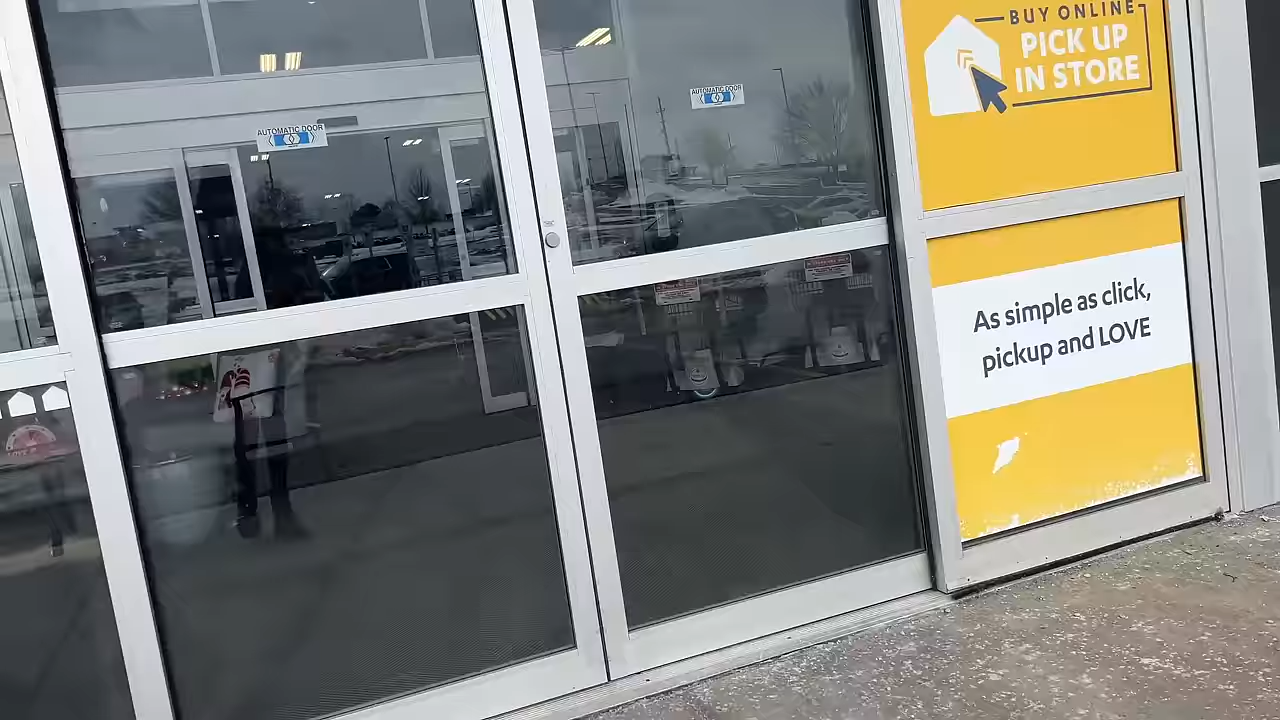 AUTOMATIC DOOR
AUTOMATIC DOOR
BUY ONLINE
PICK UP
IN STORE
As simple as click,
pickup and LOVE